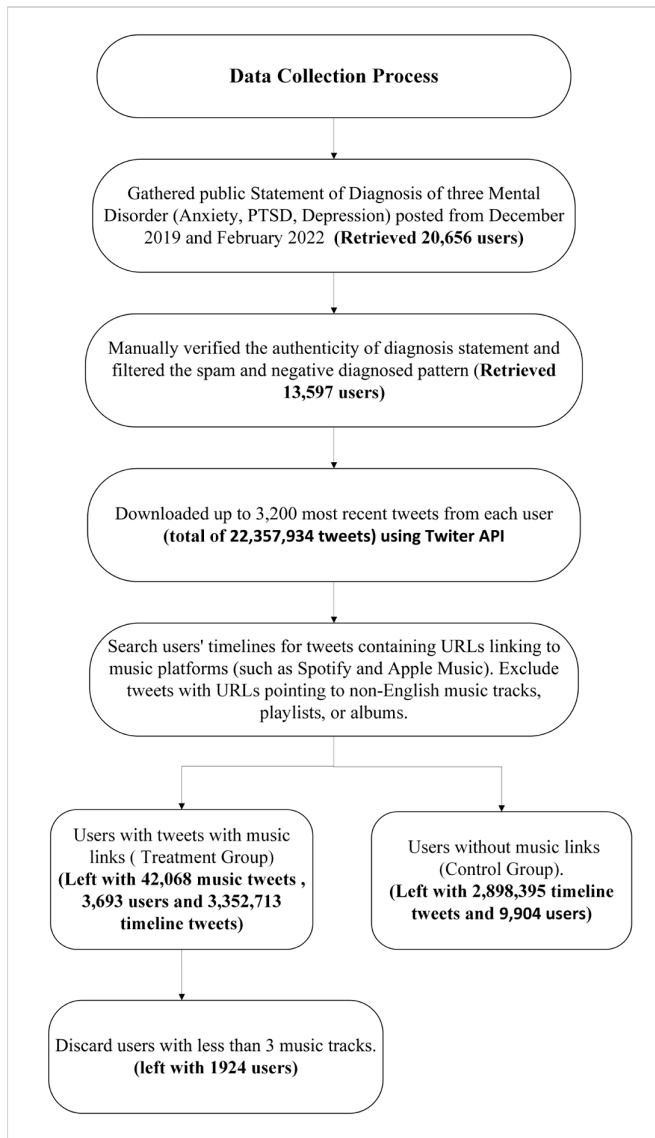 Data Collection Process
Gathered public Statement of Diagnosis of three Mental
Disorder (Anxiety, PTSD, Depression) posted from December
2019 and February 2022 (Retrieved 20,656 users)
Manually verified the authenticity of diagnosis statement and
filtered the spam and negative diagnosed pattern (Retrieved
13,597 users)
Downloaded up to 3,200 most recent tweets from each user
(total of 22,357,934 tweets) using Twiter API
Search users' timelines for tweets containing URLs linking to
music platforms (such as Spotify and Apple Music). Exclude
tweets with URLs pointing to non-English music tracks,
playlists, or albums.
Users with tweets with music
links ( Treatment Group)
(Left with 42,068 music tweets ,
3,693 users and 3,352,713
timeline tweets)
Users without music links
(Control Group).
(Left with 2,898,395 timeline
tweets and 9,904 users)
Discard users with less than 3 music tracks.
(left with 1924 users)